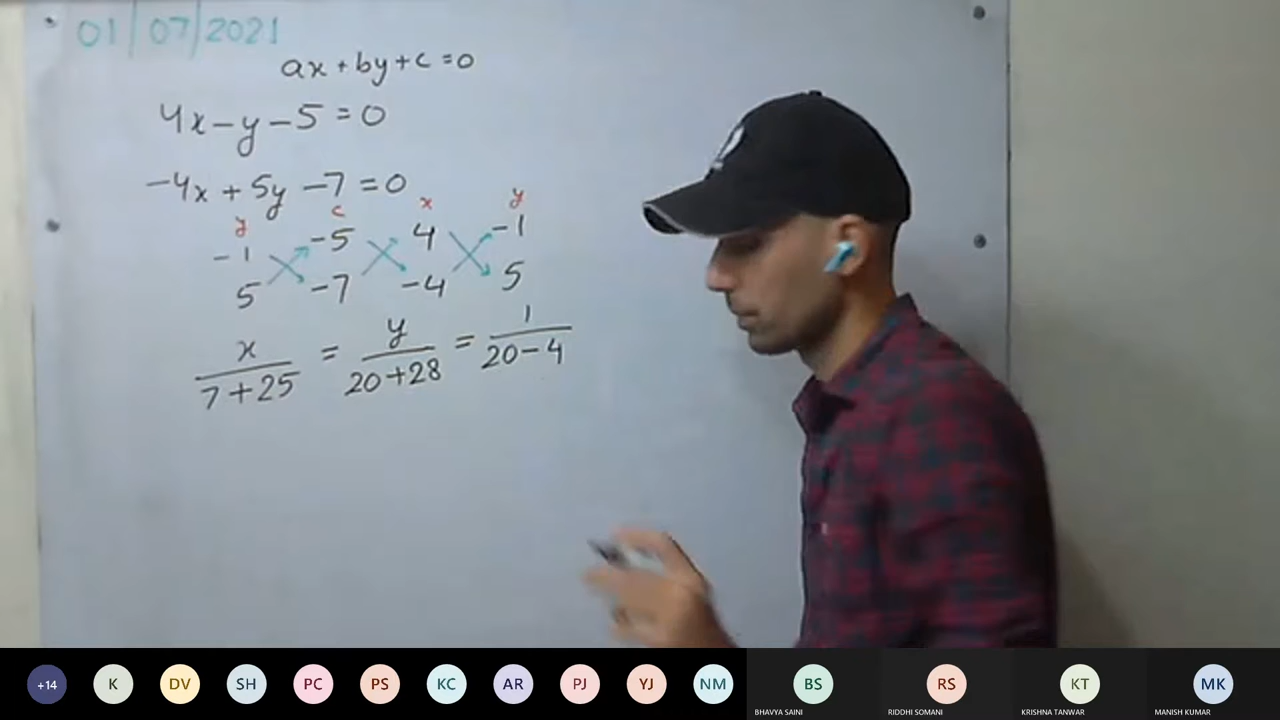 01/07/2021
ax+by+c=0
4x-y-5=0
-4x+5y-7=0
y c x y
-1 -5 4 -1
5 -7 -4 5
x/7+25 = y/20+28 = 1/20-4
+14 K DV SH PC PS KC AR PJ YJ NM BS RS KT MK
BHAVYA SAINI RIDDHI SOMANI KRISHNA TANWAR MANISH KUMAR